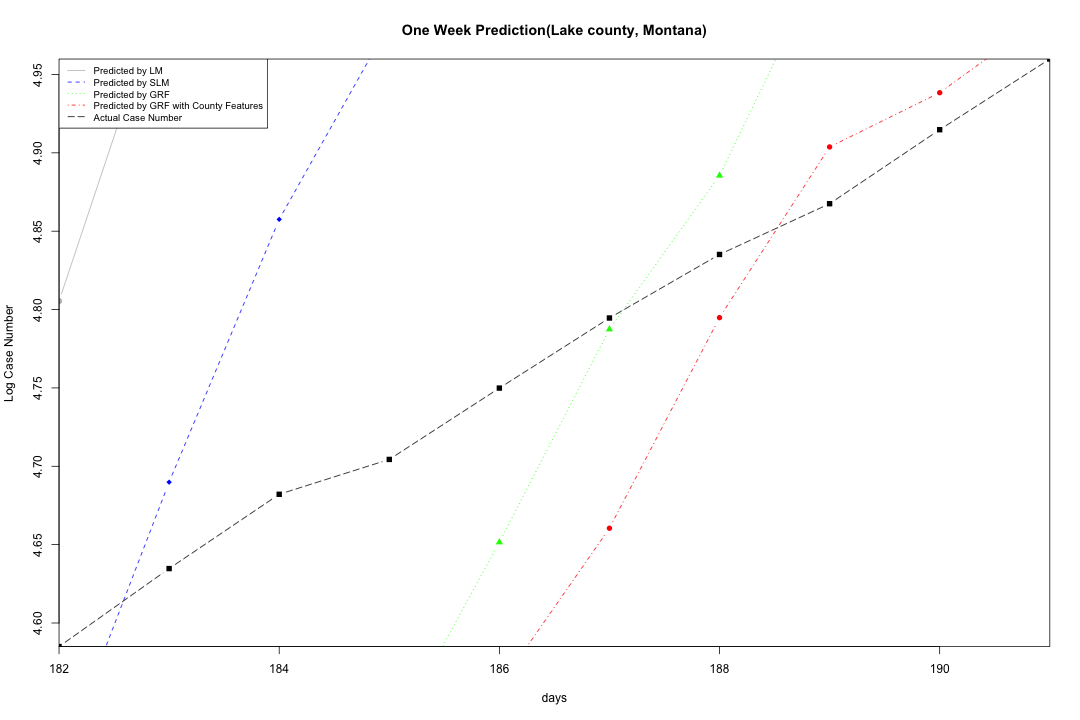 One Week Prediction(Lake county, Montana)
Predicted by LM
Predicted by SLM
Predicted by GRF
Predicted by GRF with County Features
Actual Case Number
4.95
4.90
4.85
4.80
4.75
4.70
4.65
4.60
Log Case Number
182
184
186
188
190
days